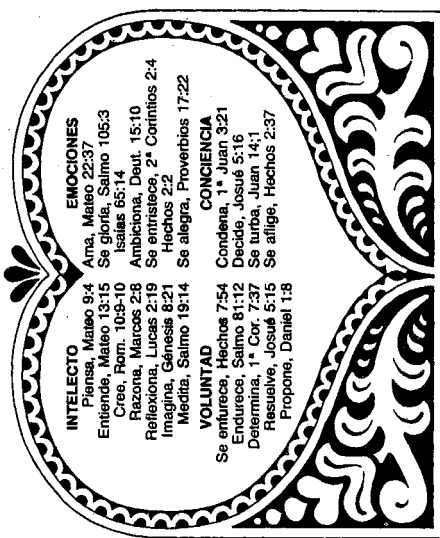 INTELECTO
Piensa, Mateo 9:4
Entiende, Mateo 13:15
Cree, Rom. 10:9-10
Razona, Marcos 2:8
Reflexiona, Lucas 2:19
Imagina, Génesis 8:21
Medita, Salmo 19:14
VOLUNTAD
Se enfurece, Hechos 7:54
Endurece, Salmo 81:12
Determina, 1ª Cor. 7:37
Resuelve, Josué 5:15
Propone, Daniel 1:8
EMOCIONES
Ama, Mateo 22:37
Se gloría, Salmo 105:3
Isaías 65:14
Ambiciona, Deut. 15:10
Se entristece, 2ª Corintios 2:4
Hechos 2:2
Se alegra, Proverbios 17:22
CONCIENCIA
Condena, 1ª Juan 3:21
Decide, Josué 5:16
Se turba, Juan 14:1
Se aflige, Hechos 2:37